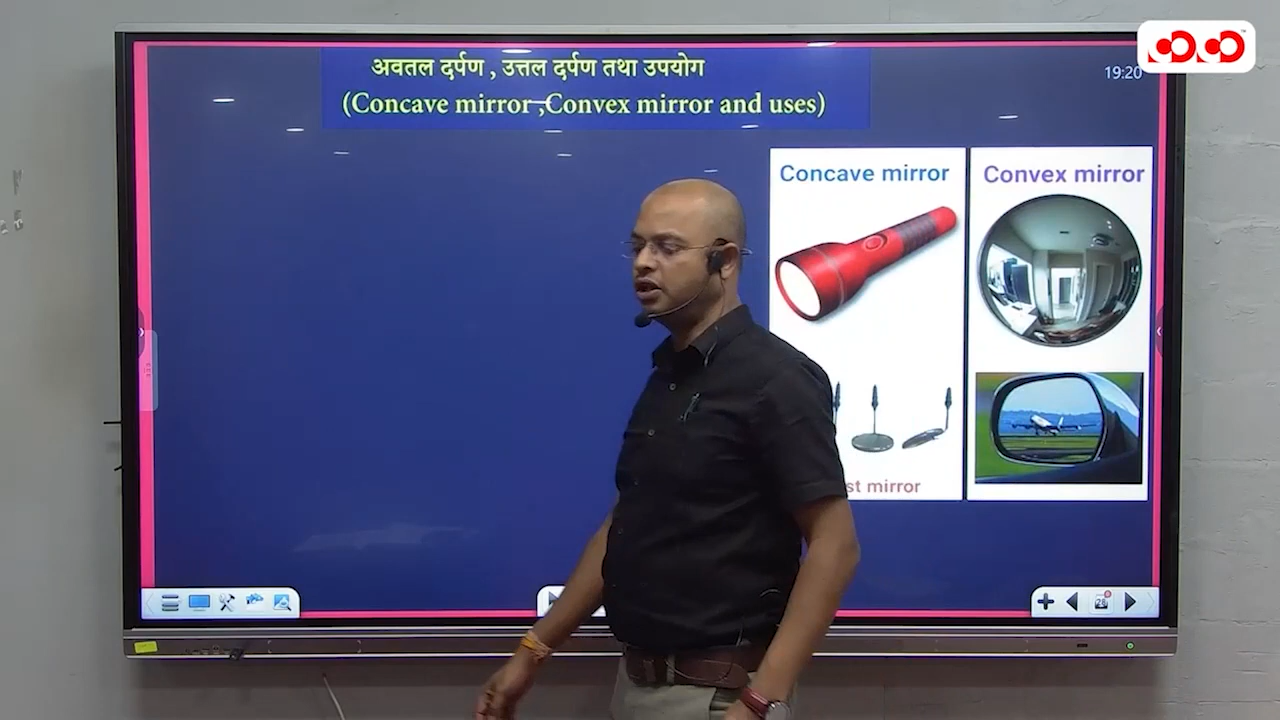 अवतल दर्पण , उत्तल दर्पण तथा उपयोग
(Concave mirror ,Convex mirror and uses)
19:20
Concave mirror
Convex mirror
mirror
28